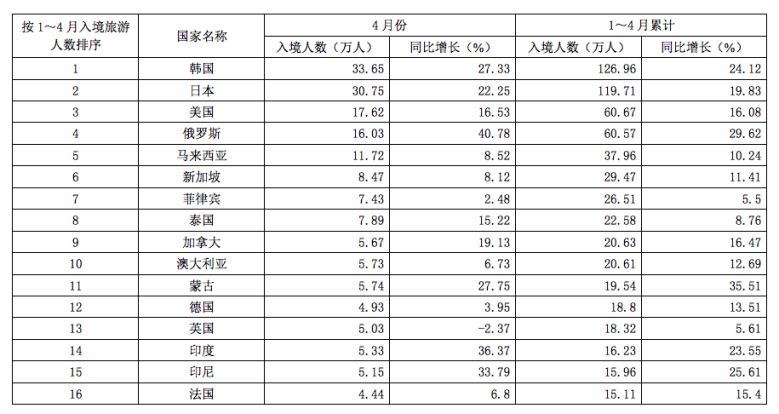 按1～4月入境旅游人数排序 国家名称 4月份 1～4月累计
入境人数（万人） 同比增长（%） 入境人数（万人） 同比增长（%）
1 韩国 33.65 27.33 126.96 24.12
2 日本 30.75 22.25 119.71 19.83
3 美国 17.62 16.53 60.67 16.08
4 俄罗斯 16.03 40.78 60.57 29.62
5 马来西亚 11.72 8.52 37.96 10.24
6 新加坡 8.47 8.12 29.47 11.41
7 菲律宾 7.43 2.48 26.51 5.5
8 泰国 7.89 15.22 22.58 8.76
9 加拿大 5.67 19.13 20.63 16.47
10 澳大利亚 5.73 6.73 20.61 12.69
11 蒙古 5.74 27.75 19.54 35.51
12 德国 4.93 3.95 18.8 13.51
13 英国 5.03 -2.37 18.32 5.61
14 印度 5.33 36.37 16.23 23.55
15 印尼 5.15 33.79 15.96 25.61
16 法国 4.44 6.8 15.11 15.4